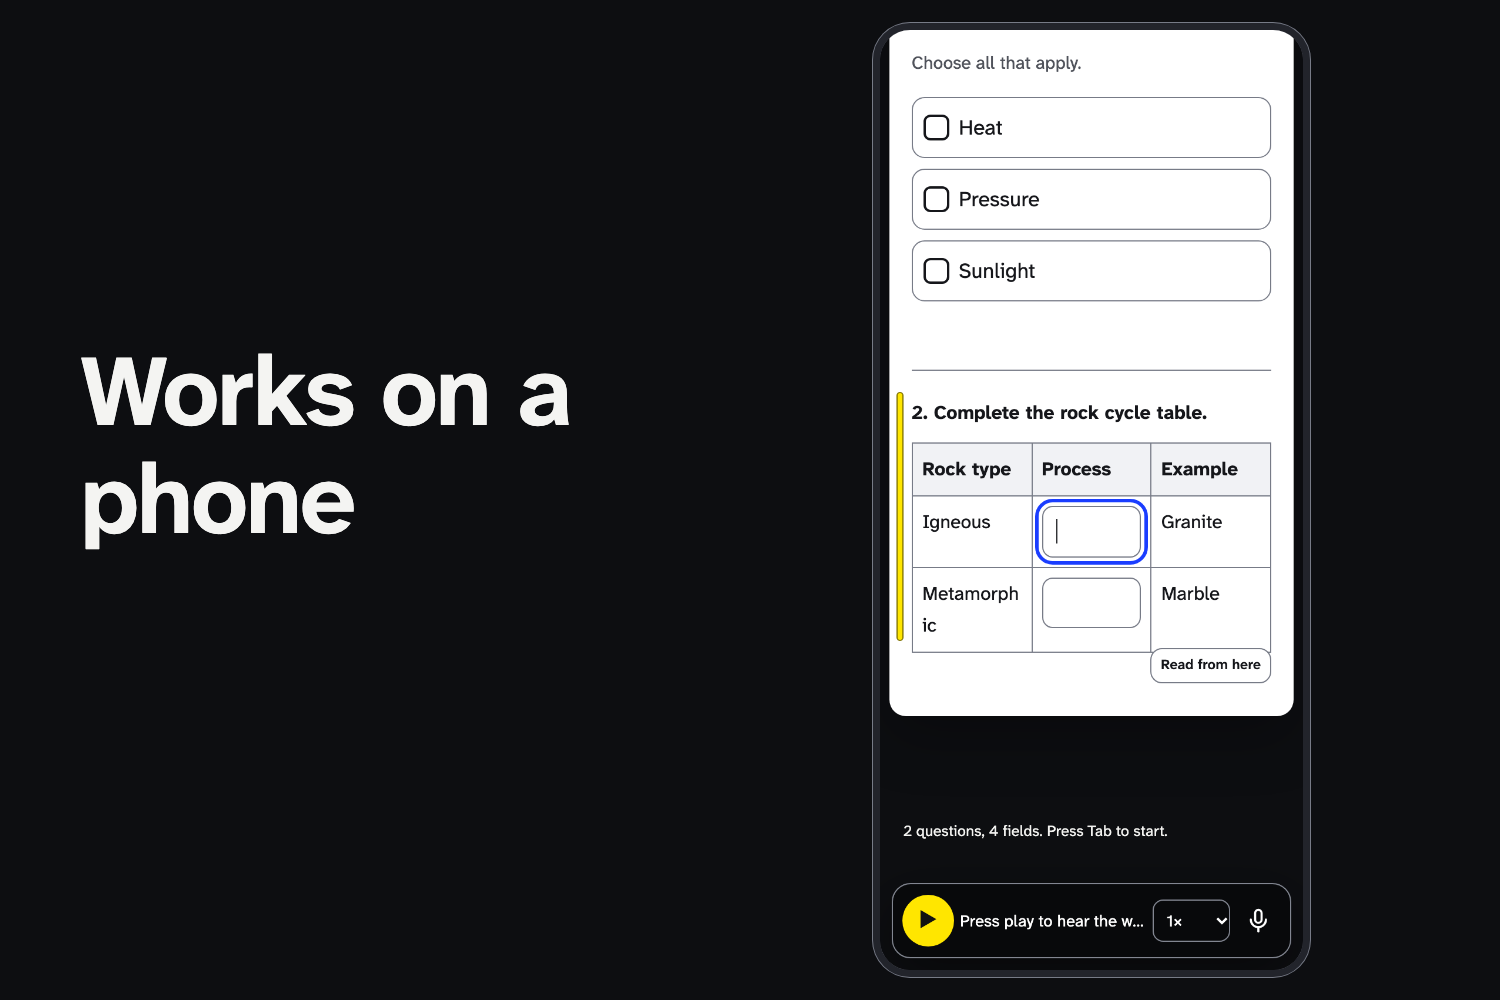 Works on a
phone
Choose all that apply.
Heat
Pressure
Sunlight
2. Complete the rock cycle table.
Rock type Process Example
Igneous Granite
Metamorph Marble
ic
Read from here
2 questions, 4 fields. Press Tab to start.
Press play to hear the w... 1×